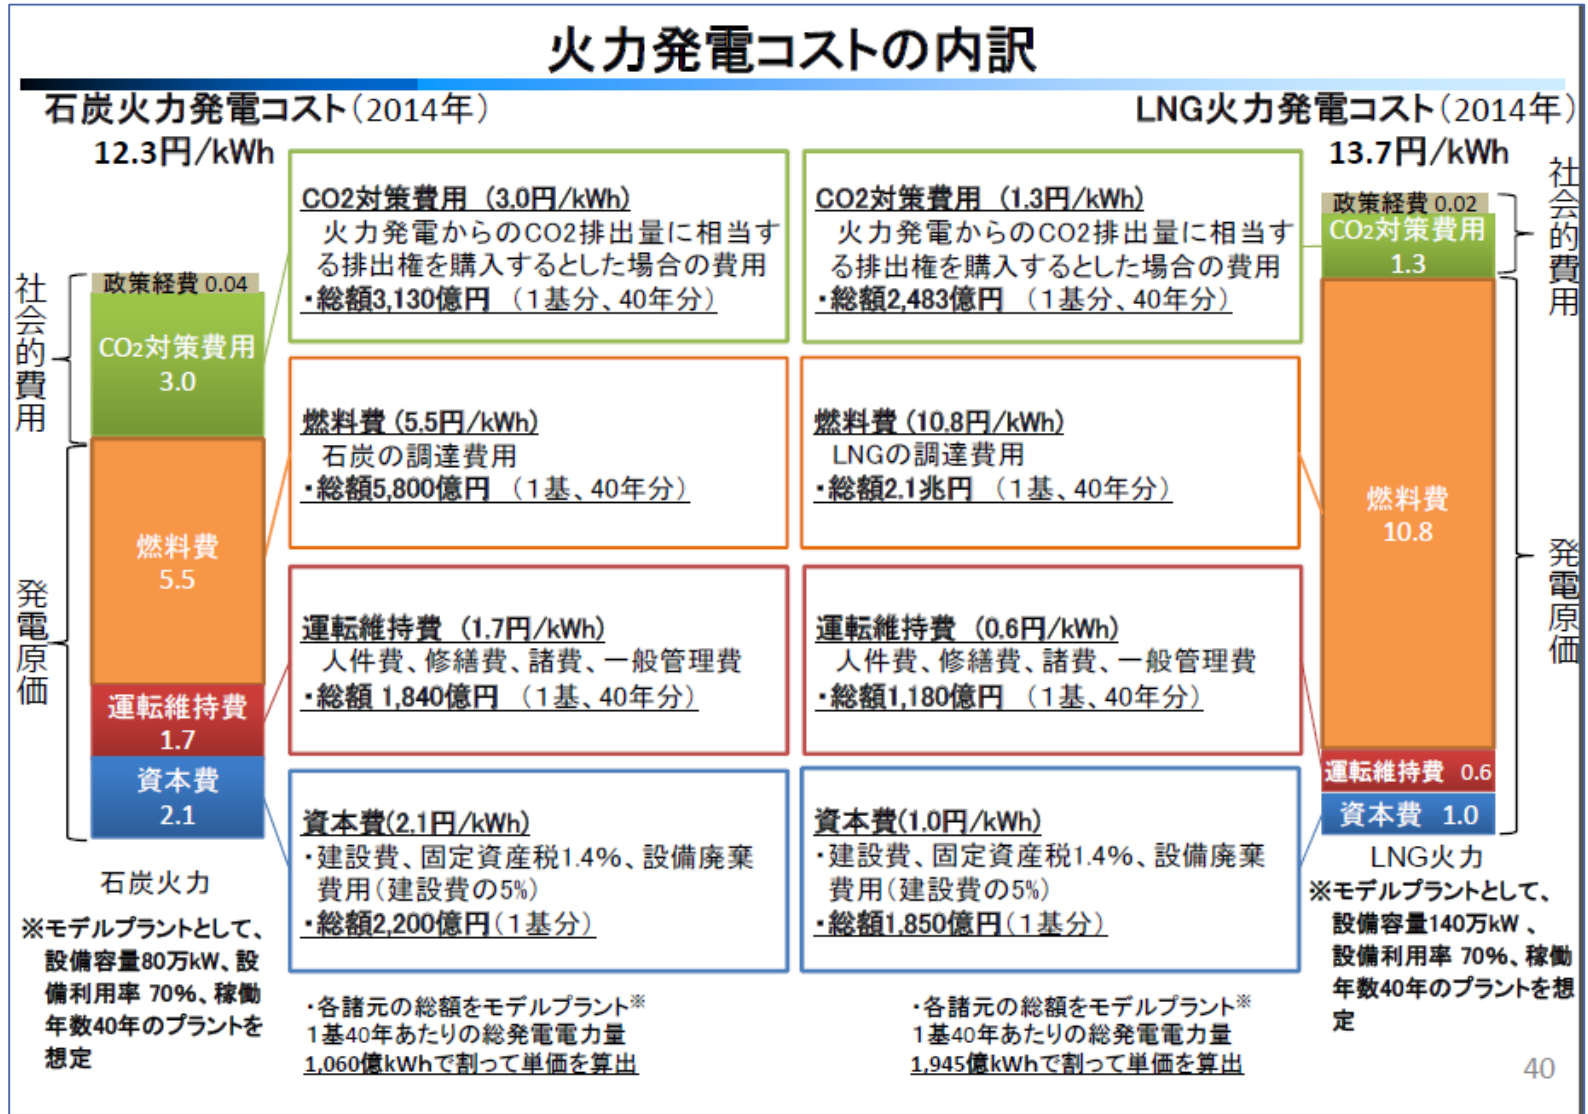 火力発電コストの内訳
石炭火力発電コスト（2014年）
12.3円/kWh
社会的費用
政策経費 0.04
CO2対策費用
3.0
発電原価
燃料費
5.5
運転維持費
1.7
資本費
2.1
石炭火力
※モデルプラントとして、
設備容量80万kW、設
備利用率 70%、稼働
年数40年のプラントを
想定
CO2対策費用 （3.0円/kWh）
火力発電からのCO2排出量に相当す
る排出権を購入するとした場合の費用
・総額3,130億円 （１基分、40年分）
燃料費 (5.5円/kWh)
石炭の調達費用
・総額5,800億円 （１基、40年分）
運転維持費 （1.7円/kWh）
人件費、修繕費、諸費、一般管理費
・総額 1,840億円 （１基、40年分）
資本費(2.1円/kWh)
・建設費、固定資産税1.4%、設備廃棄
費用（建設費の5%）
・総額2,200億円（１基分）
・各諸元の総額をモデルプラント※
１基40年あたりの総発電電力量
1,060億kWhで割って単価を算出
CO2対策費用 （1.3円/kWh）
火力発電からのCO2排出量に相当す
る排出権を購入するとした場合の費用
・総額2,483億円 （１基分、40年分）
燃料費 (10.8円/kWh)
LNGの調達費用
・総額2.1兆円 （１基、40年分）
運転維持費 （0.6円/kWh）
人件費、修繕費、諸費、一般管理費
・総額1,180億円 （１基、40年分）
資本費(1.0円/kWh)
・建設費、固定資産税1.4%、設備廃棄
費用（建設費の5%）
・総額1,850億円（１基分）
・各諸元の総額をモデルプラント※
１基40年あたりの総発電電力量
1,945億kWhで割って単価を算出
LNG火力発電コスト（2014年）
13.7円/kWh
社会的費用
政策経費 0.02
CO2対策費用
1.3
発電原価
燃料費
10.8
運転維持費 0.6
資本費 1.0
LNG火力
※モデルプラントとして、
設備容量140万kW 、
設備利用率 70%、稼働
年数40年のプラントを想
定
40